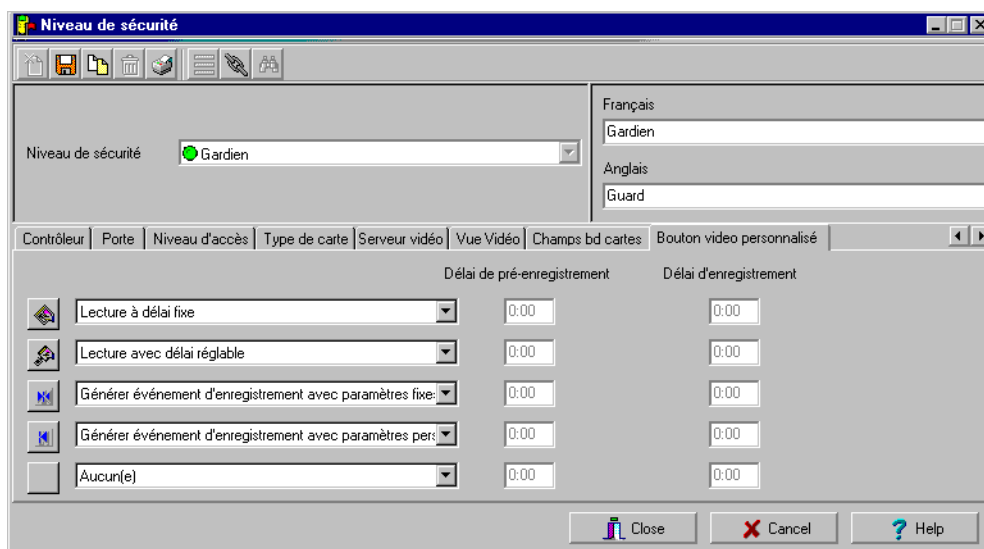 Niveau de sécurité
Français
Gardien
Niveau de sécurité
Gardien
Anglais
Guard
Contrôleur Porte Niveau d'accès Type de carte Serveur vidéo Vue Vidéo Champs bd cartes Bouton video personnalisé
Délai de pré-enregistrement Délai d'enregistrement
Lecture à délai fixe 0:00 0:00
Lecture avec délai réglable 0:00 0:00
Générer événement d'enregistrement avec paramètres fixe: 0:00 0:00
Générer événement d'enregistrement avec paramètres pers 0:00 0:00
Aucun(e) 0:00 0:00
Close Cancel Help